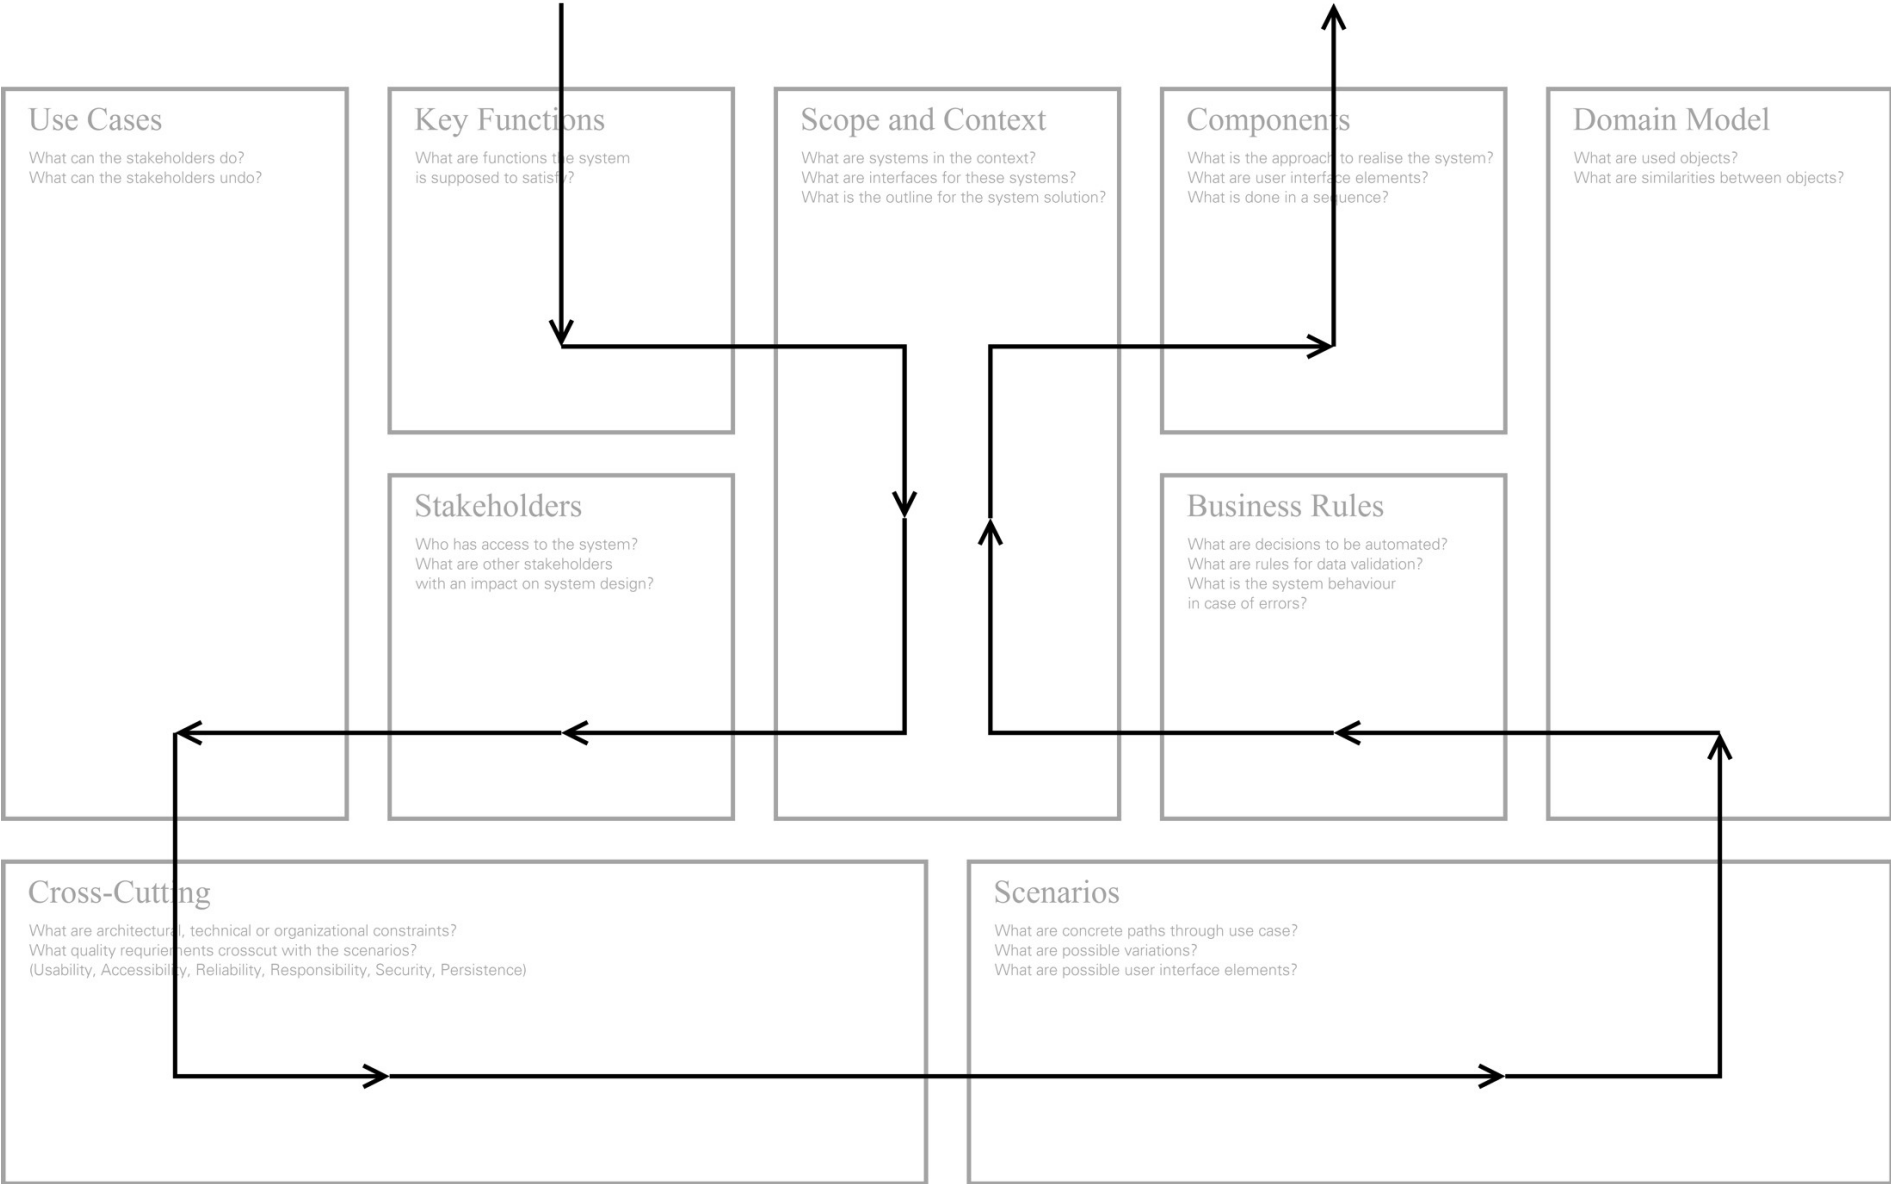 Use Cases
What can the stakeholders do?
What can the stakeholders undo?
Key Functions
What are functions the system
is supposed to satisfy?
Scope and Context
What are systems in the context?
What are interfaces for these systems?
What is the outline for the system solution?
Components
What is the approach to realise the system?
What are user interface elements?
What is done in a sequence?
Domain Model
What are used objects?
What are similarities between objects?
Stakeholders
Who has access to the system?
What are other stakeholders
with an impact on system design?
Business Rules
What are decisions to be automated?
What are rules for data validation?
What is the system behaviour
in case of errors?
Cross-Cutting
What are architectural, technical or organizational constraints?
What quality requriements crosscut with the scenarios?
(Usability, Accessibility, Reliability, Responsibility, Security, Persistence)
Scenarios
What are concrete paths through use case?
What are possible variations?
What are possible user interface elements?